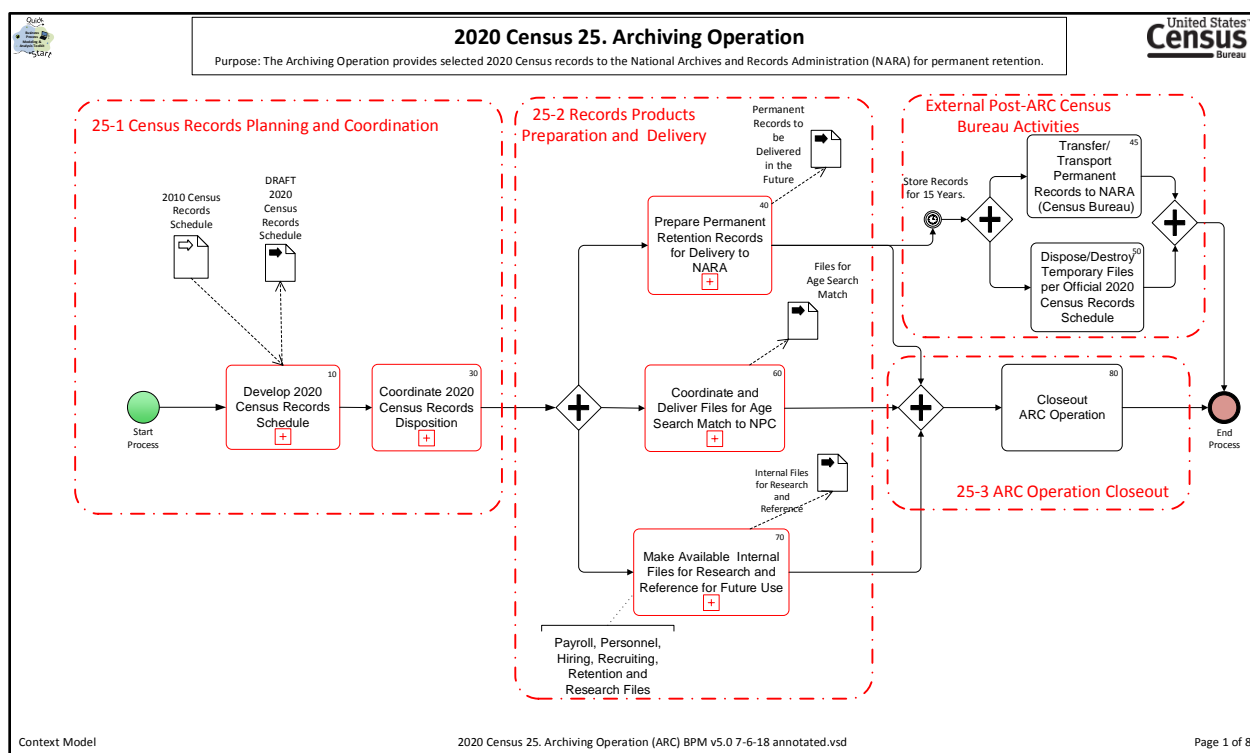 Quick
Business
Process
Modeling &
Analysis Toolkit
Start
2020 Census 25. Archiving Operation
Purpose: The Archiving Operation provides selected 2020 Census records to the National Archives and Records Administration (NARA) for permanent retention.
United States™
Census
Bureau
25-1 Census Records Planning and Coordination
2010 Census
Records
Schedule
DRAFT
2020
Census
Records
Schedule
Start
Process
10
Develop 2020
Census Records
Schedule
30
Coordinate 2020
Census Records
Disposition
25-2 Records Products
Preparation and Delivery
Permanent
Records to
be
Delivered
in the
Future
40
Prepare Permanent
Retention Records
for Delivery to
NARA
Files for
Age Search
Match
60
Coordinate and
Deliver Files for Age
Search Match to NPC
Internal Files
for Research
and
Reference
70
Make Available Internal
Files for Research and
Reference for Future Use
Payroll, Personnel,
Hiring, Recruiting,
Retention and
Research Files
External Post-ARC Census
Bureau Activities
Store Records
for 15 Years.
45
Transfer/
Transport
Permanent
Records to NARA
(Census Bureau)
50
Dispose/Destroy
Temporary Files
per Official 2020
Census Records
Schedule
80
Closeout
ARC Operation
25-3 ARC Operation Closeout
End
Process
Context Model
2020 Census 25. Archiving Operation (ARC) BPM v5.0 7-6-18 annotated.vsd
Page 1 of 8